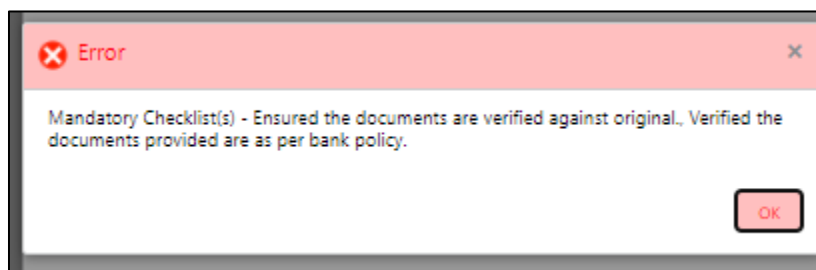 Error
Mandatory Checklist(s) - Ensured the documents are verified against original., Verified the
documents provided are as per bank policy.
OK